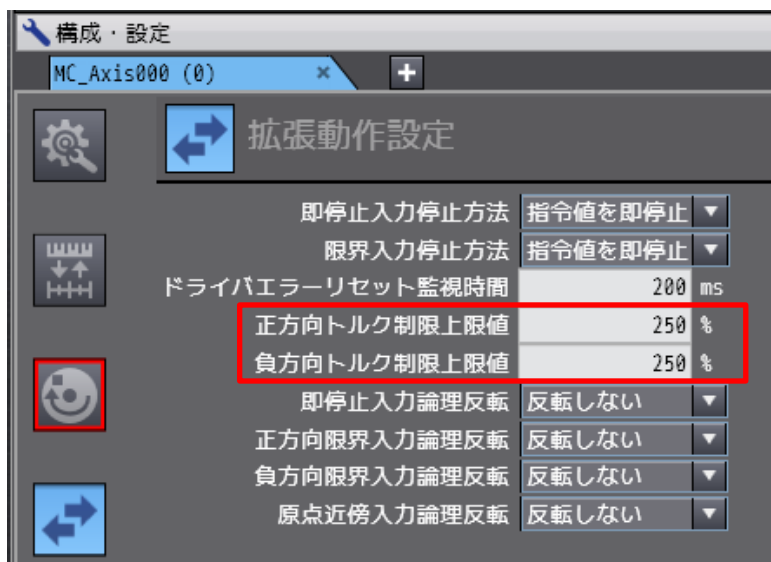 構成・設定
MC_Axis000 (0) × +
拡張動作設定
即停止入力停止方法 指令値を即停止 ▼
限界入力停止方法 指令値を即停止 ▼
ドライバエラーリセット監視時間 200 ms
正方向トルク制限上限値 250 %
負方向トルク制限上限値 250 %
即停止入力論理反転 反転しない ▼
正方向限界入力論理反転 反転しない ▼
負方向限界入力論理反転 反転しない ▼
原点近傍入力論理反転 反転しない ▼